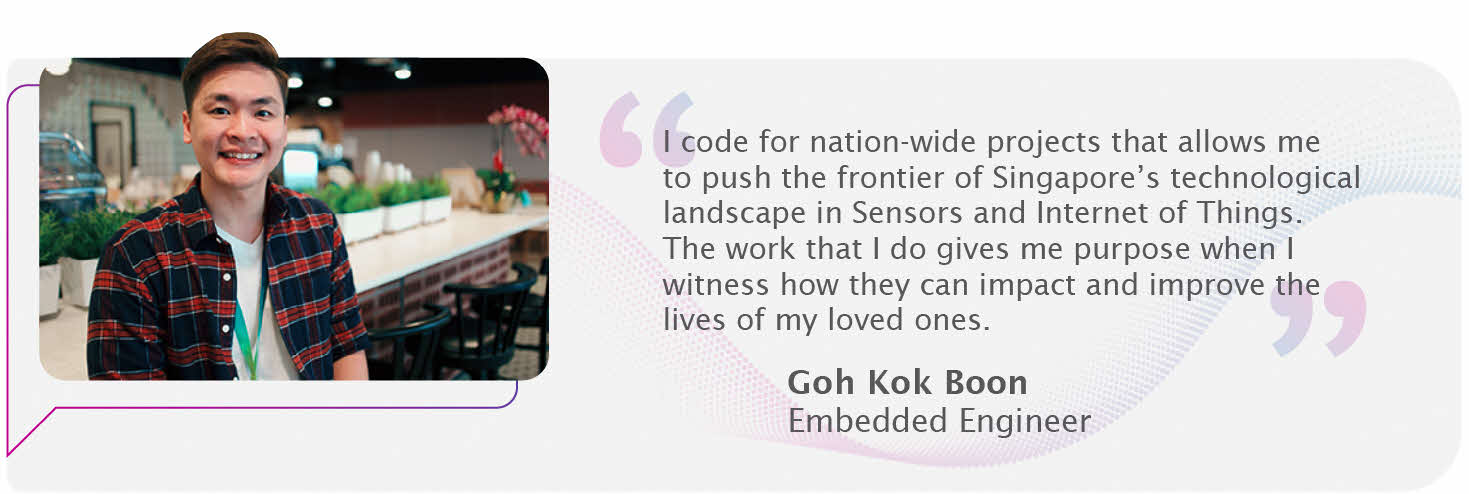 “I code for nation-wide projects that allows me
to push the frontier of Singapore’s technological
landscape in Sensors and Internet of Things.
The work that I do gives me purpose when I
witness how they can impact and improve the
lives of my loved ones.”
Goh Kok Boon
Embedded Engineer